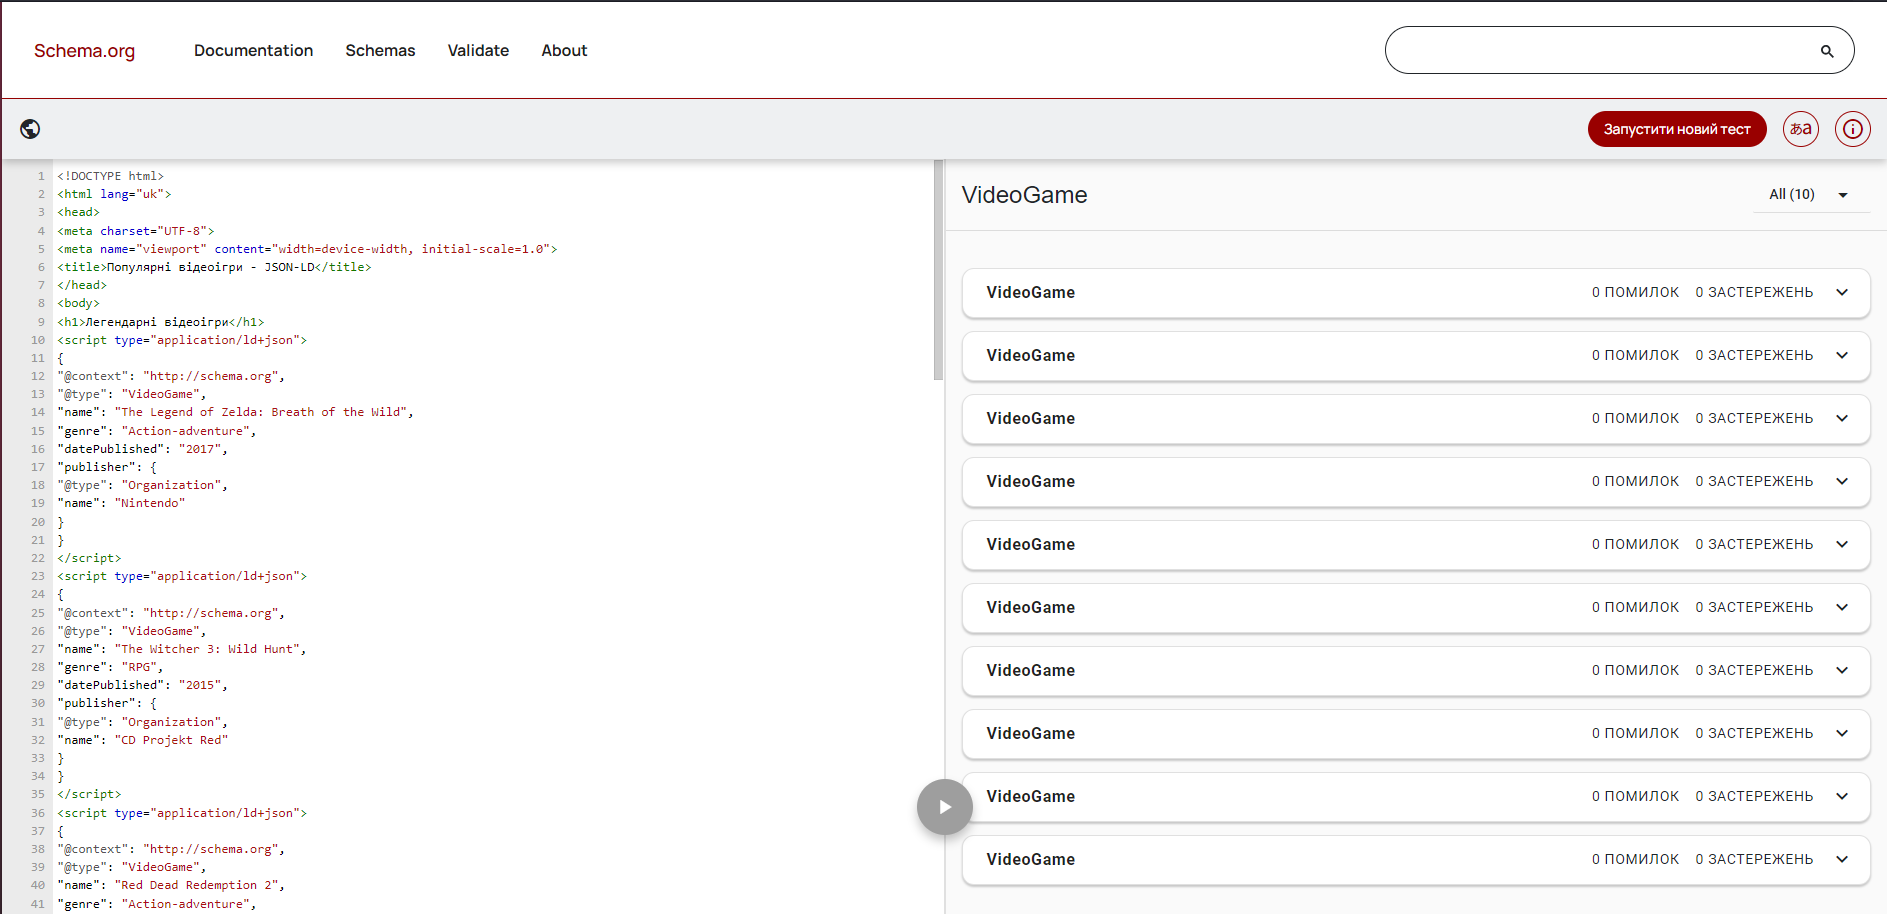 Schema.org Documentation Schemas Validate About
Запустити новий тест あa
1 <!DOCTYPE html>
2 <html lang="uk">
3 <head>
4 <meta charset="UTF-8">
5 <meta name="viewport" content="width=device-width, initial-scale=1.0">
6 <title>Популярні відеоігри - JSON-LD</title>
7 </head>
8 <body>
9 <h1>Легендарні відеоігри</h1>
10 <script type="application/ld+json">
11 {
12 "@context": "http://schema.org",
13 "@type": "VideoGame",
14 "name": "The Legend of Zelda: Breath of the Wild",
15 "genre": "Action-adventure",
16 "datePublished": "2017",
17 "publisher": {
18 "@type": "Organization",
19 "name": "Nintendo"
20 }
21 }
22 </script>
23 <script type="application/ld+json">
24 {
25 "@context": "http://schema.org",
26 "@type": "VideoGame",
27 "name": "The Witcher 3: Wild Hunt",
28 "genre": "RPG",
29 "datePublished": "2015",
30 "publisher": {
31 "@type": "Organization",
32 "name": "CD Projekt Red"
33 }
34 }
35 </script>
36 <script type="application/ld+json">
37 {
38 "@context": "http://schema.org",
39 "@type": "VideoGame",
40 "name": "Red Dead Redemption 2",
41 "genre": "Action-adventure",
VideoGame All (10)
VideoGame 0 ПОМИЛОК 0 ЗАСТЕРЕЖЕНЬ
VideoGame 0 ПОМИЛОК 0 ЗАСТЕРЕЖЕНЬ
VideoGame 0 ПОМИЛОК 0 ЗАСТЕРЕЖЕНЬ
VideoGame 0 ПОМИЛОК 0 ЗАСТЕРЕЖЕНЬ
VideoGame 0 ПОМИЛОК 0 ЗАСТЕРЕЖЕНЬ
VideoGame 0 ПОМИЛОК 0 ЗАСТЕРЕЖЕНЬ
VideoGame 0 ПОМИЛОК 0 ЗАСТЕРЕЖЕНЬ
VideoGame 0 ПОМИЛОК 0 ЗАСТЕРЕЖЕНЬ
VideoGame 0 ПОМИЛОК 0 ЗАСТЕРЕЖЕНЬ
VideoGame 0 ПОМИЛОК 0 ЗАСТЕРЕЖЕНЬ